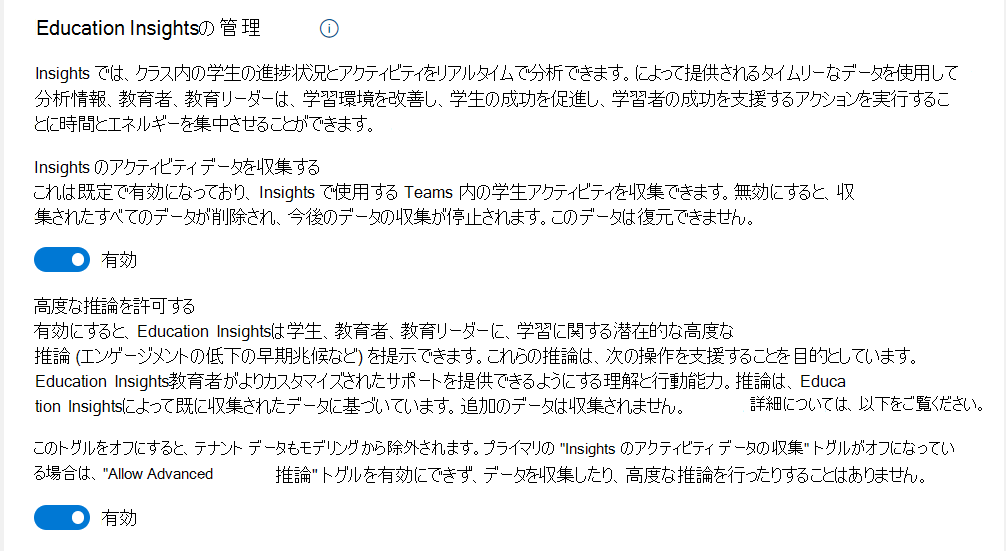 Education Insightsの管理
Insights では、クラス内の学生の進捗状況とアクティビティをリアルタイムで分析できます。によって提供されるタイムリーなデータを使用して
分析情報、教育者、教育リーダーは、学習環境を改善し、学生の成功を促進し、学習者の成功を支援するアクションを実行するこ
とに時間とエネルギーを集中させることができます。
Insights のアクティビティ データを収集する
これは既定で有効になっており、Insights で使用する Teams 内の学生アクティビティを収集できます。無効にすると、収
集されたすべてのデータが削除され、今後のデータの収集が停止されます。このデータは復元できません。
有効
高度な推論を許可する
有効にすると、Education Insightsは学生、教育者、教育リーダーに、学習に関する潜在的な高度な
推論 (エンゲージメントの低下の早期兆候など) を提示できます。これらの推論は、次の操作を支援することを目的としています。
Education Insights教育者がよりカスタマイズされたサポートを提供できるようにする理解と行動能力。推論は、Educa
tion Insightsによって既に収集されたデータに基づいています。追加のデータは収集されません。 詳細については、以下をご覧ください。
このトグルをオフにすると、テナント データもモデリングから除外されます。プライマリの "Insights のアクティビティ データの収集" トグルがオフになってい
る場合は、"Allow Advanced 推論" トグルを有効にできず、データを収集したり、高度な推論を行ったりすることはありません。
有効